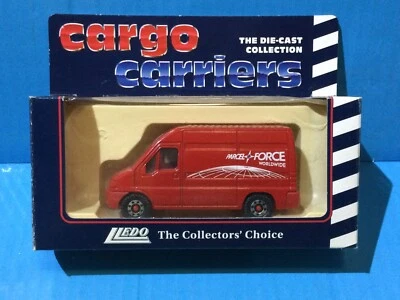 cargo
carriers
THE DIE-CAST
COLLECTION
PARCEL FORCE
WORLDWIDE
LLEDO
The Collectors' Choice